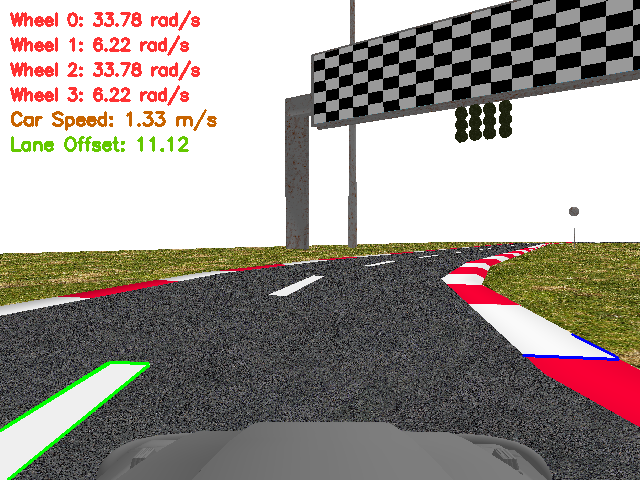 Wheel 0: 33.78 rad/s
Wheel 1: 6.22 rad/s
Wheel 2: 33.78 rad/s
Wheel 3: 6.22 rad/s
Car Speed: 1.33 m/s
Lane Offset: 11.12